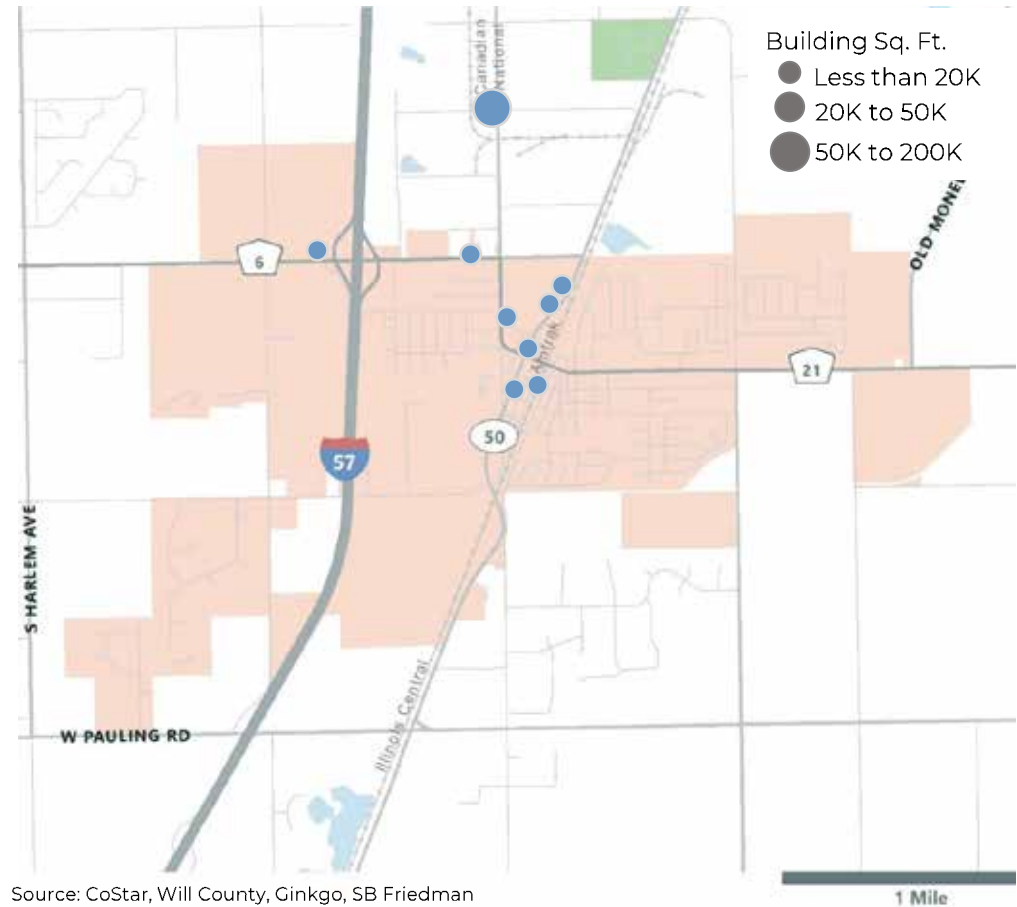 Canadian
National
Building Sq. Ft.
Less than 20K
20K to 50K
50K to 200K
OLD MONEE
6
Amtrak
21
50
57
S HARLEM AVE
Illinois Central
W PAULING RD
Source: CoStar, Will County, Ginkgo, SB Friedman
1 Mile